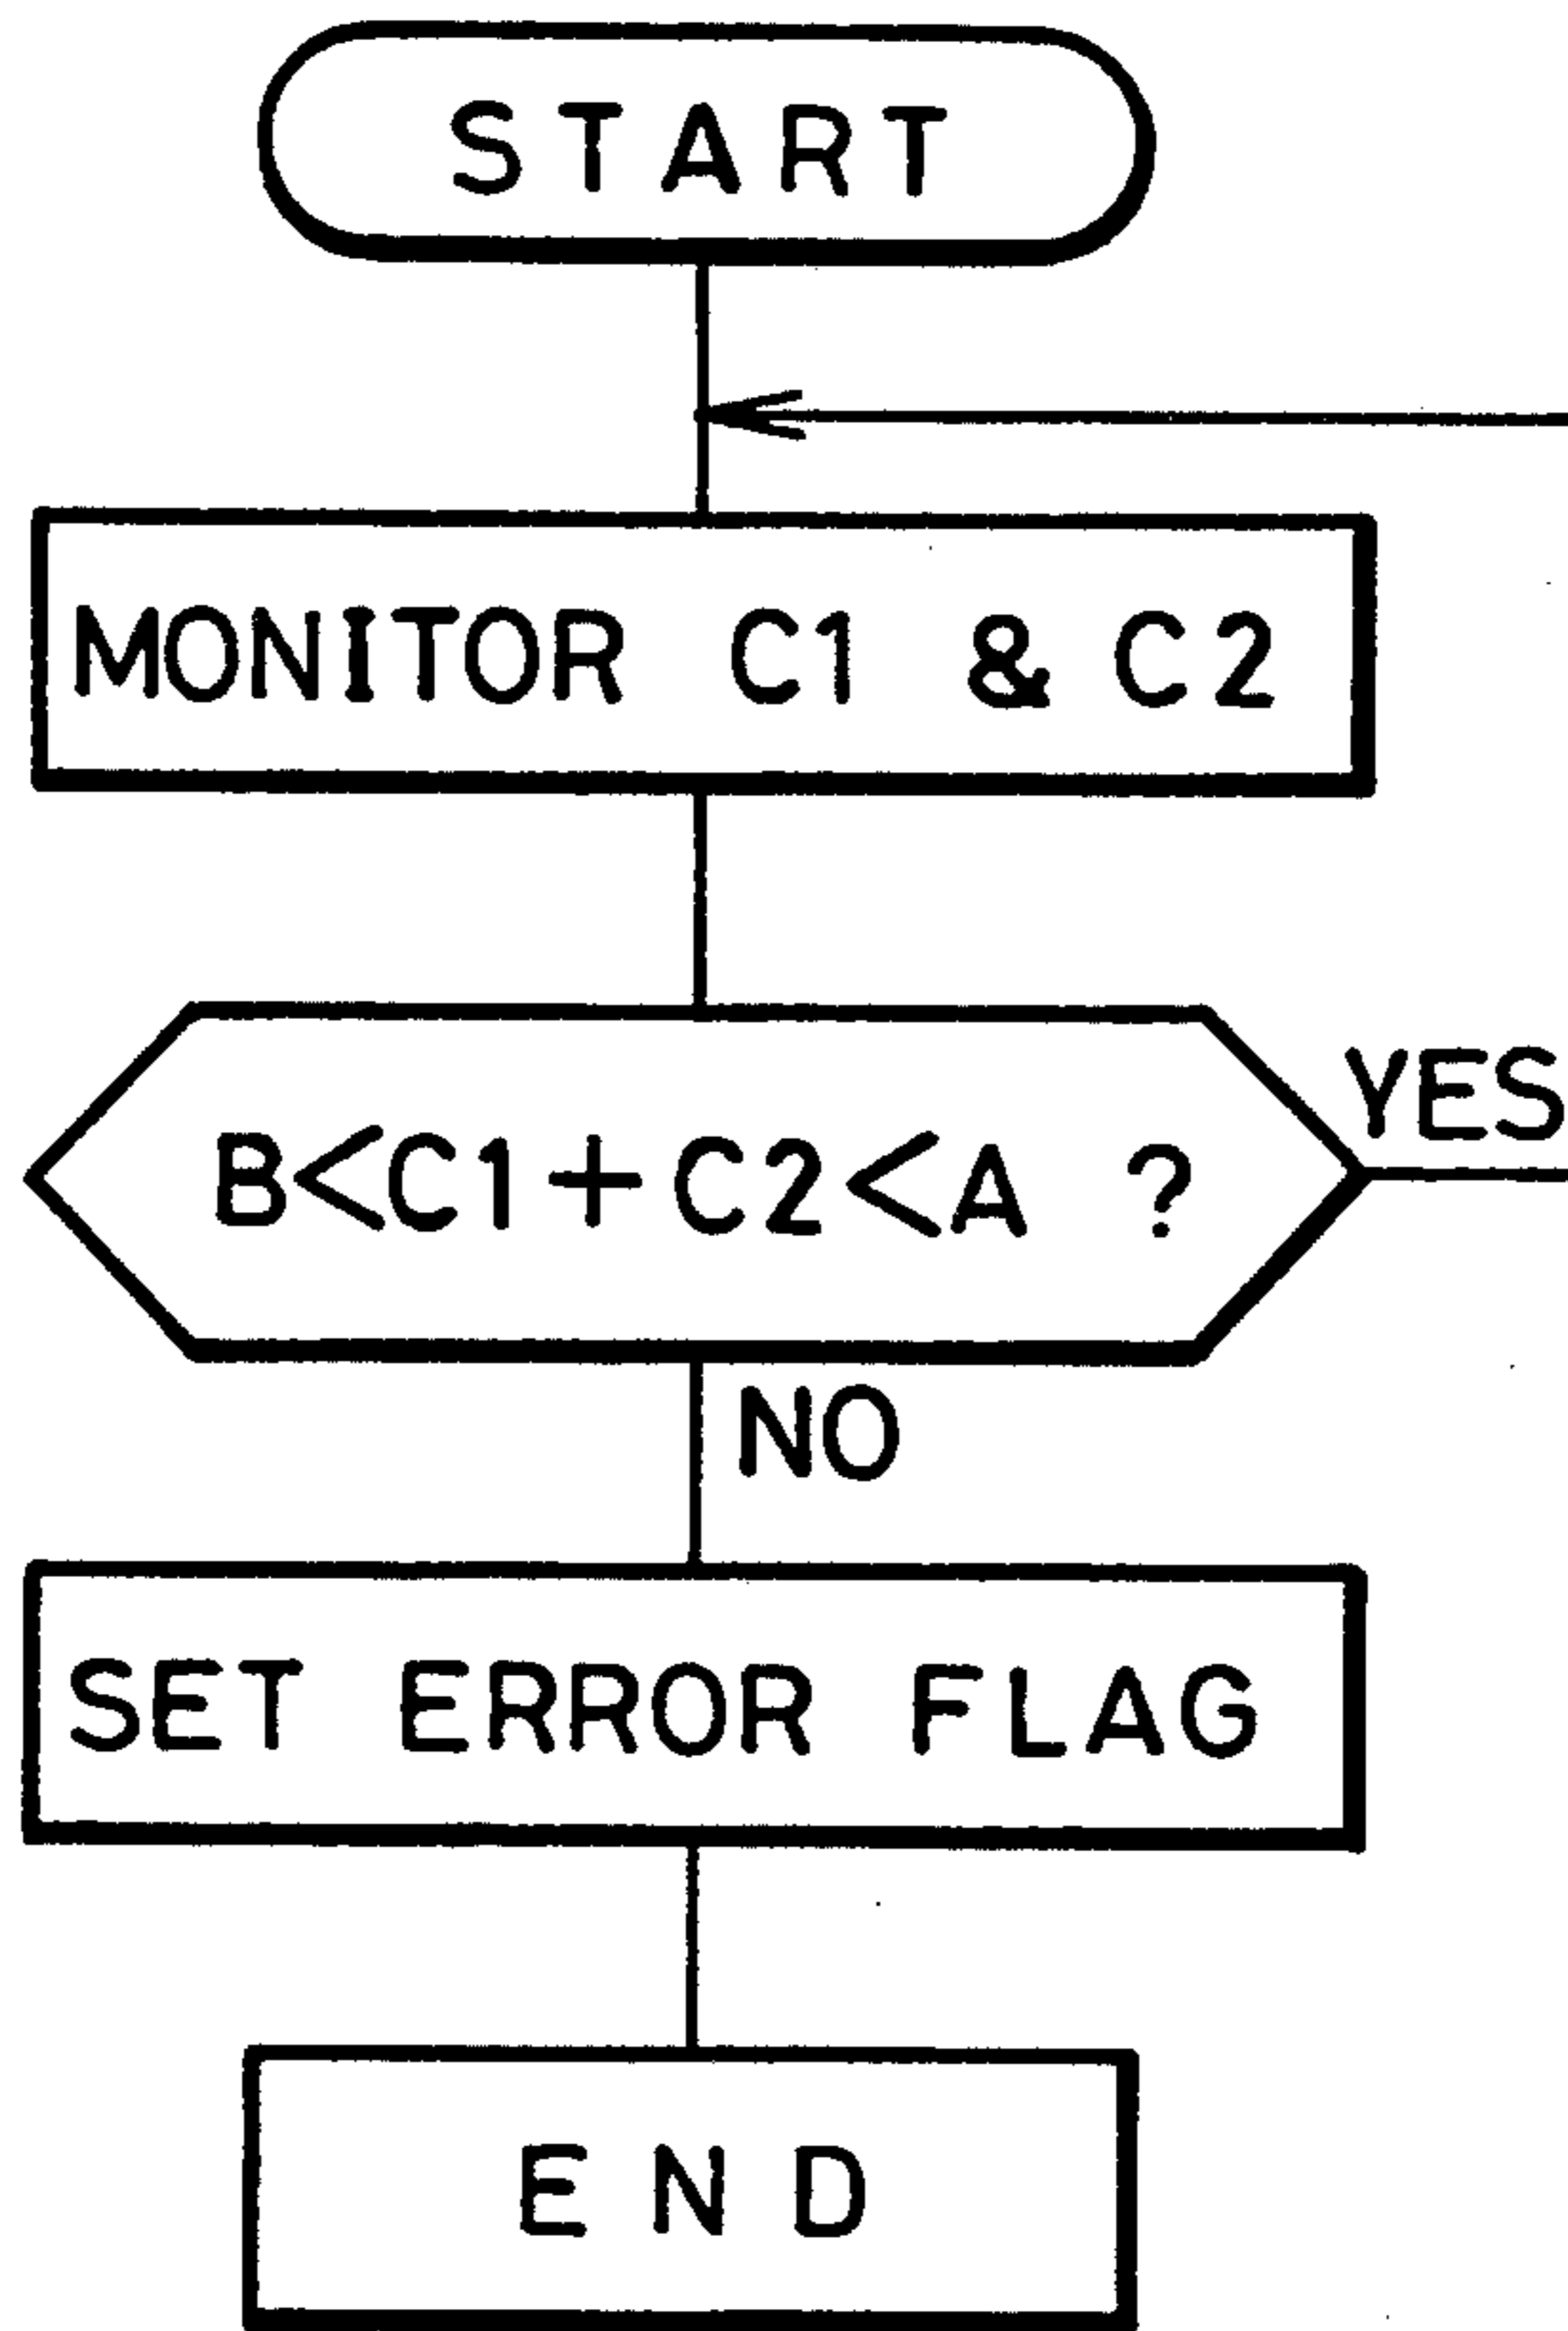 START
MONITOR C1 & C2
B<C1+C2<A ?
YES
NO
SET ERROR FLAG
END